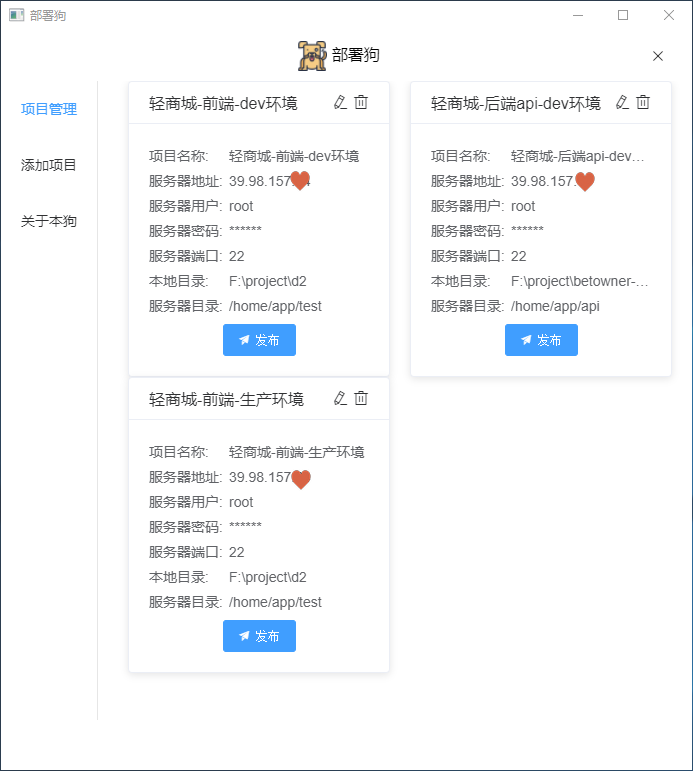 部署狗
部署狗
项目管理
添加项目
关于本狗
轻商城-前端-dev环境
项目名称: 轻商城-前端-dev环境
服务器地址: 39.98.157
服务器用户: root
服务器密码: ******
服务器端口: 22
本地目录: F:\project\d2
服务器目录: /home/app/test
发布
轻商城-后端api-dev环境
项目名称: 轻商城-后端api-dev...
服务器地址: 39.98.157.
服务器用户: root
服务器密码: ******
服务器端口: 22
本地目录: F:\project\betowner-...
服务器目录: /home/app/api
发布
轻商城-前端-生产环境
项目名称: 轻商城-前端-生产环境
服务器地址: 39.98.157
服务器用户: root
服务器密码: ******
服务器端口: 22
本地目录: F:\project\d2
服务器目录: /home/app/test
发布